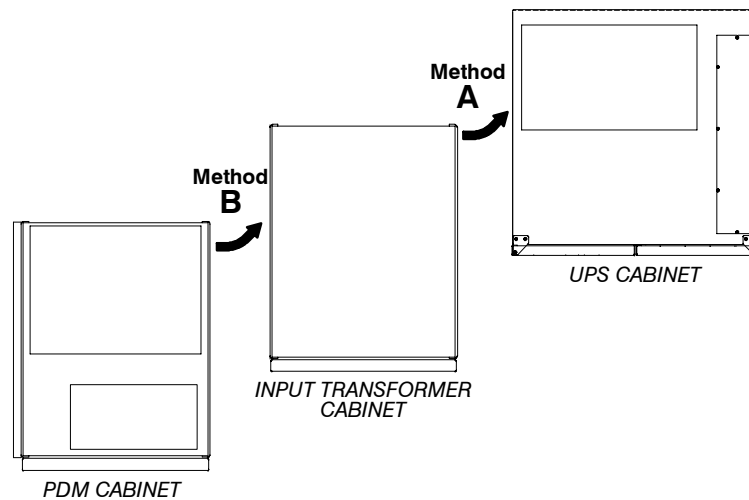 Method
A
UPS CABINET
Method
B
INPUT TRANSFORMER
CABINET
PDM CABINET